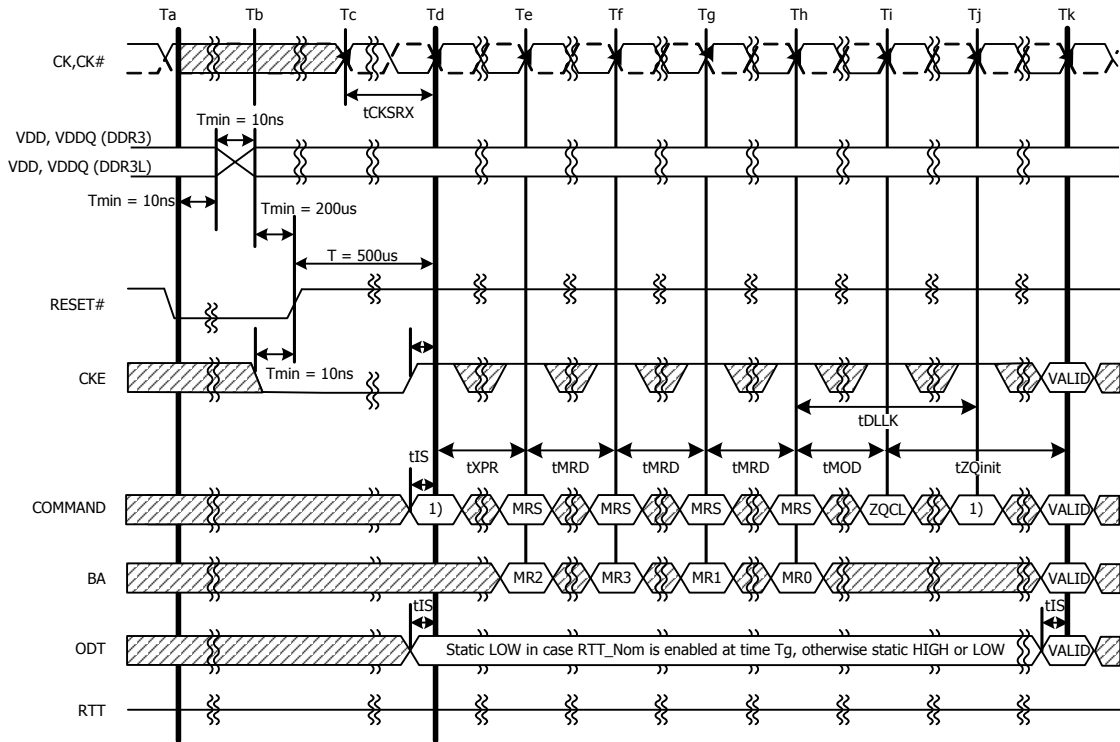 Ta Tb Tc Td Te Tf Tg Th Ti Tj Tk
CK,CK#
tCKSRX
Tmin = 10ns
VDD, VDDQ (DDR3)
VDD, VDDQ (DDR3L)
Tmin = 10ns
Tmin = 200us
T = 500us
RESET#
Tmin = 10ns
CKE VALID
tDLLK
tIS tXPR tMRD tMRD tMRD tMOD tZQinit
COMMAND 1) MRS MRS MRS MRS ZQCL 1) VALID
BA MR2 MR3 MR1 MR0 VALID
tIS tIS
ODT Static LOW in case RTT_Nom is enabled at time Tg, otherwise static HIGH or LOW VALID
RTT